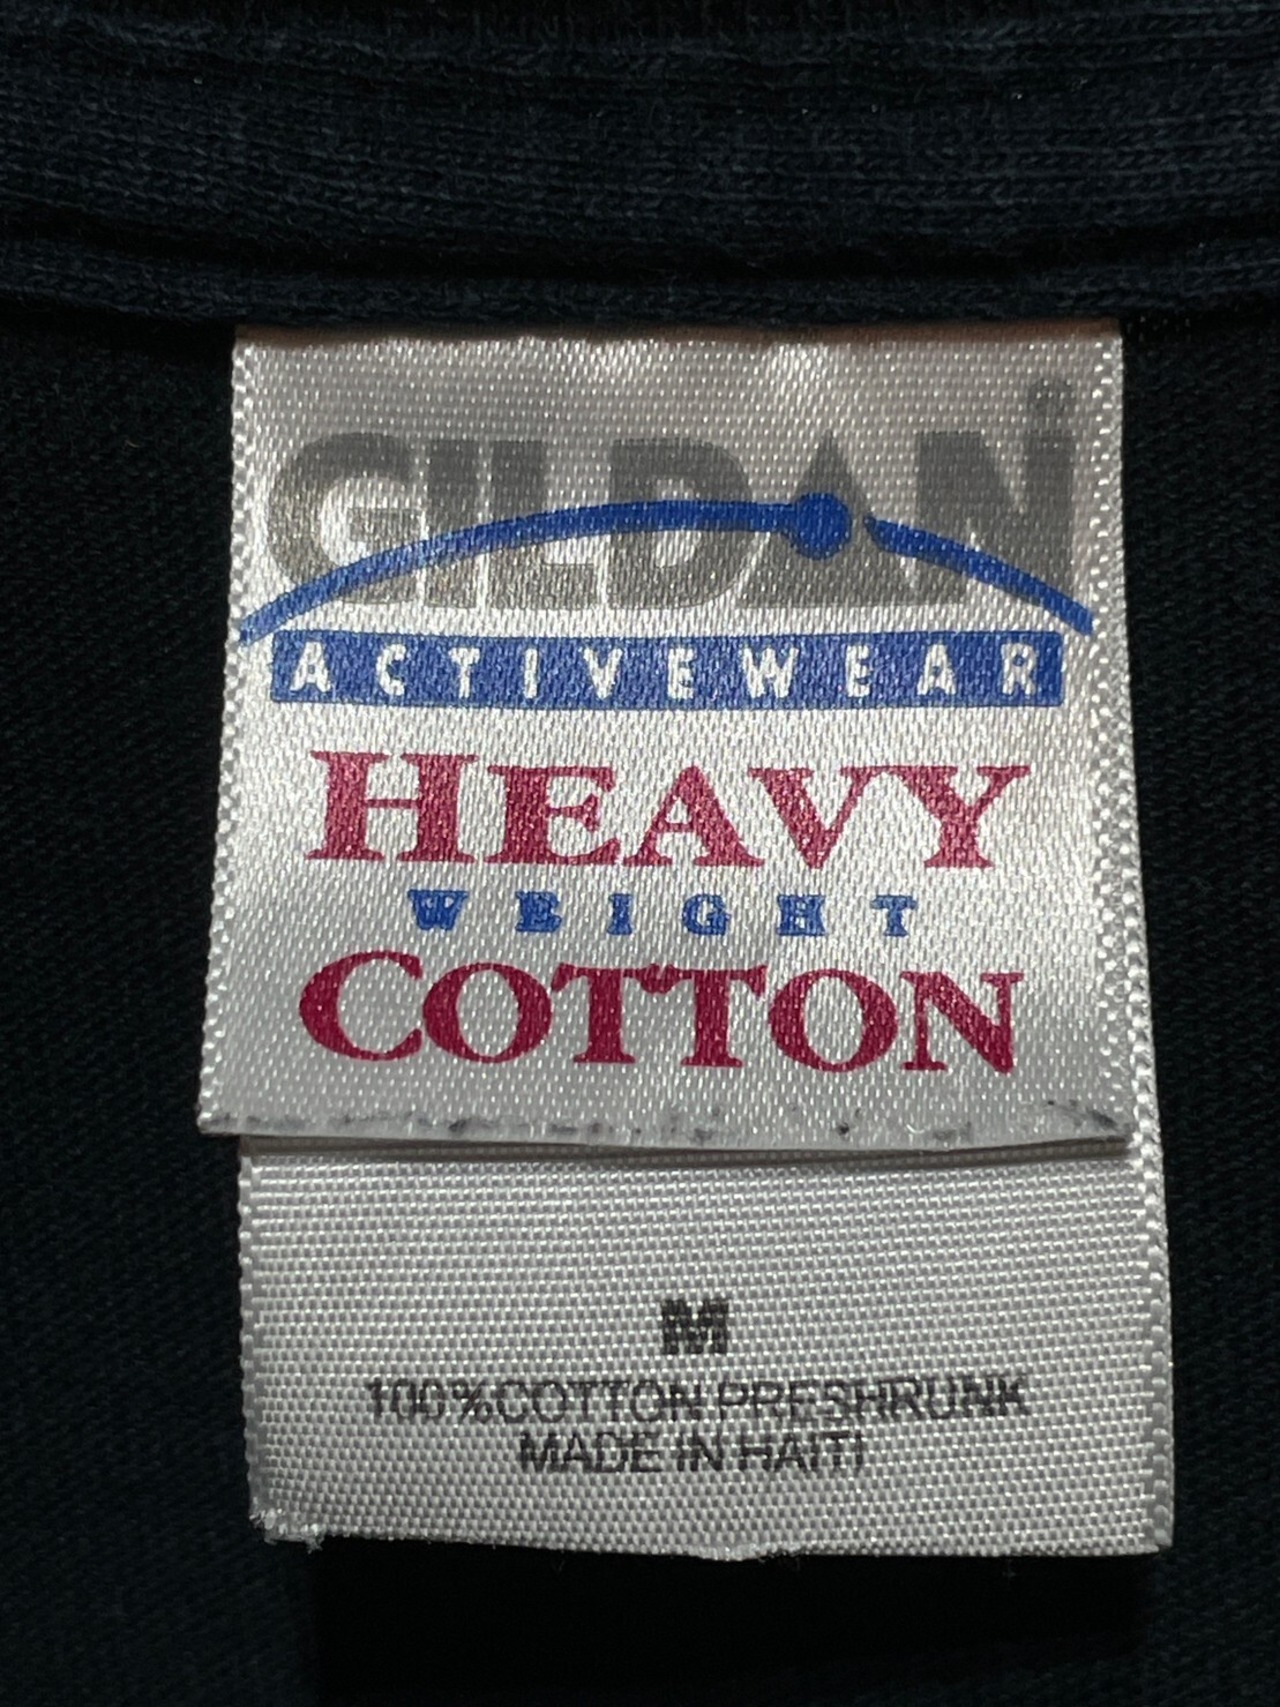 GILDAN
ACTIVEWEAR
HEAVY
WEIGHT
COTTON
M
100%COTTON PRESHRUNK
MADE IN HAITI